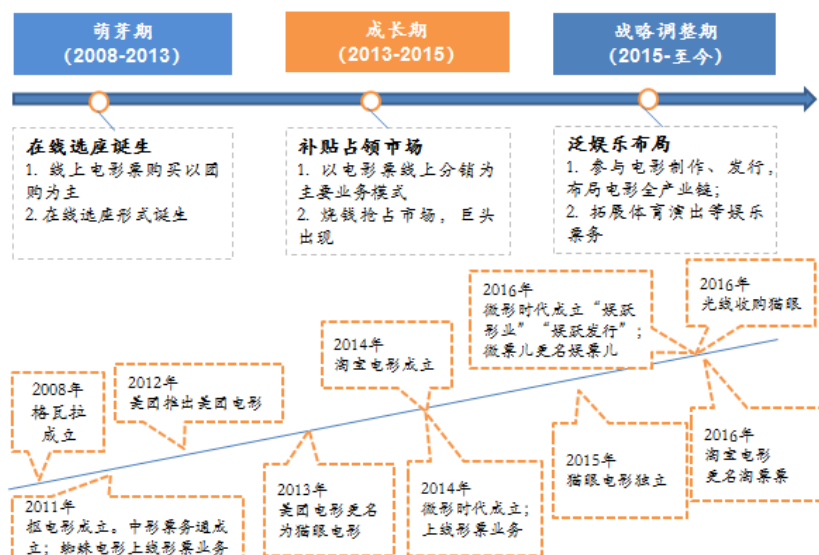 萌芽期
（2008-2013）
成长期
（2013-2015）
战略调整期
（2015-至今）
在线选座诞生
1. 线上电影票购买以团
购为主
2.在线选座形式诞生
补贴占领市场
1. 以电影票线上分销为
主要业务模式
2. 烧钱抢占市场，巨头
出现
泛娱乐布局
1. 参与电影制作、发行，
布局电影全产业链；
2. 拓展体育演出等娱乐
票务
2008年
格瓦拉
成立
2011年
抠电影成立。中影票务通成
立；蜘蛛电影上线影票业务
2012年
美团推出美团电影
2013年
美团电影更名
为猫眼电影
2014年
淘宝电影成立
2014年
微影时代成立；
上线影票业务
2016年
微影时代成立“娱跃
影业”“娱跃发行”；
微票儿更名娱票儿
2015年
猫眼电影独立
2016年
光线收购猫眼
2016年
淘宝电影
更名淘票票